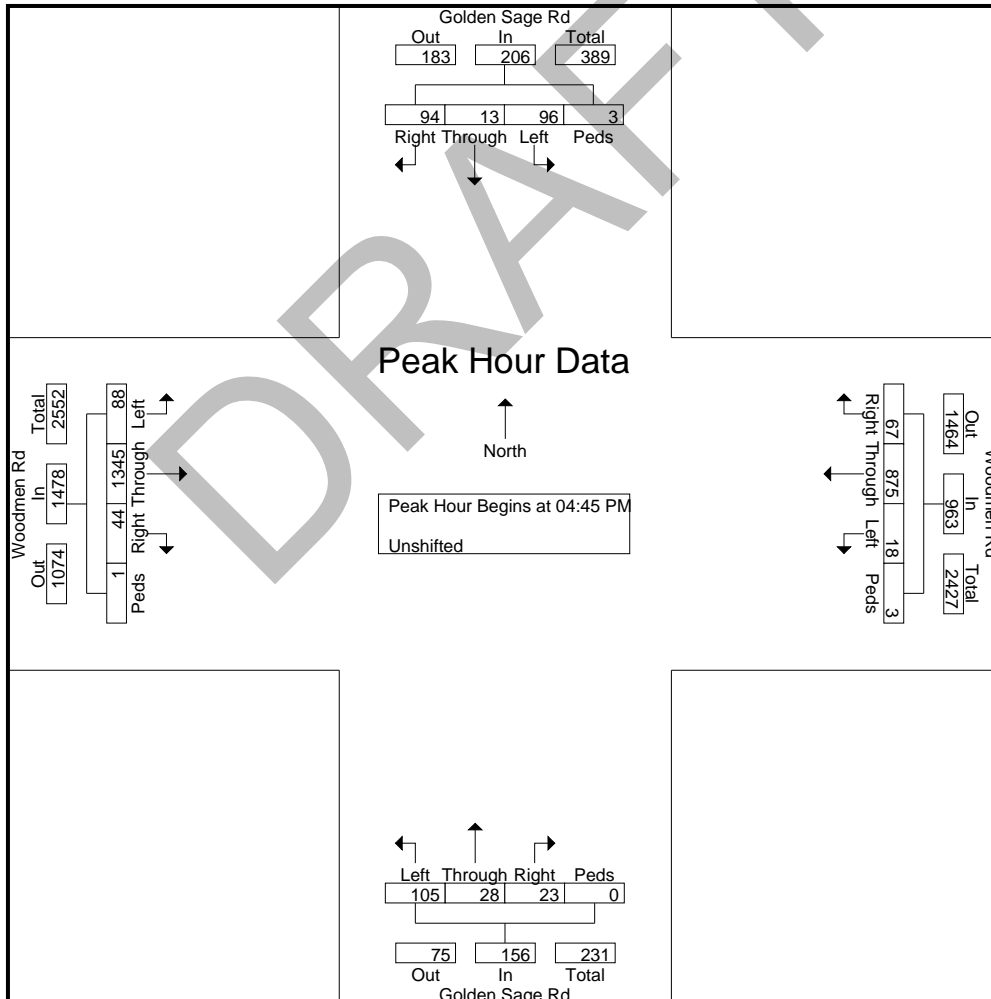 Golden Sage Rd
Out In Total
183 206 389
94 13 96 3
Right Through Left Peds
DRAFT
Peak Hour Data
North
Peak Hour Begins at 04:45 PM
Unshifted
Woodmen Rd
Total In Out
2552 1478 1074
88 1345 44 1
Left Through Right Peds
Right Through Left Peds
67 875 18 3
Out In Total
1464 963 2427
Woodmen Rd
Left Through Right Peds
105 28 23 0
75 156 231
Out In Total
Golden Sage Rd